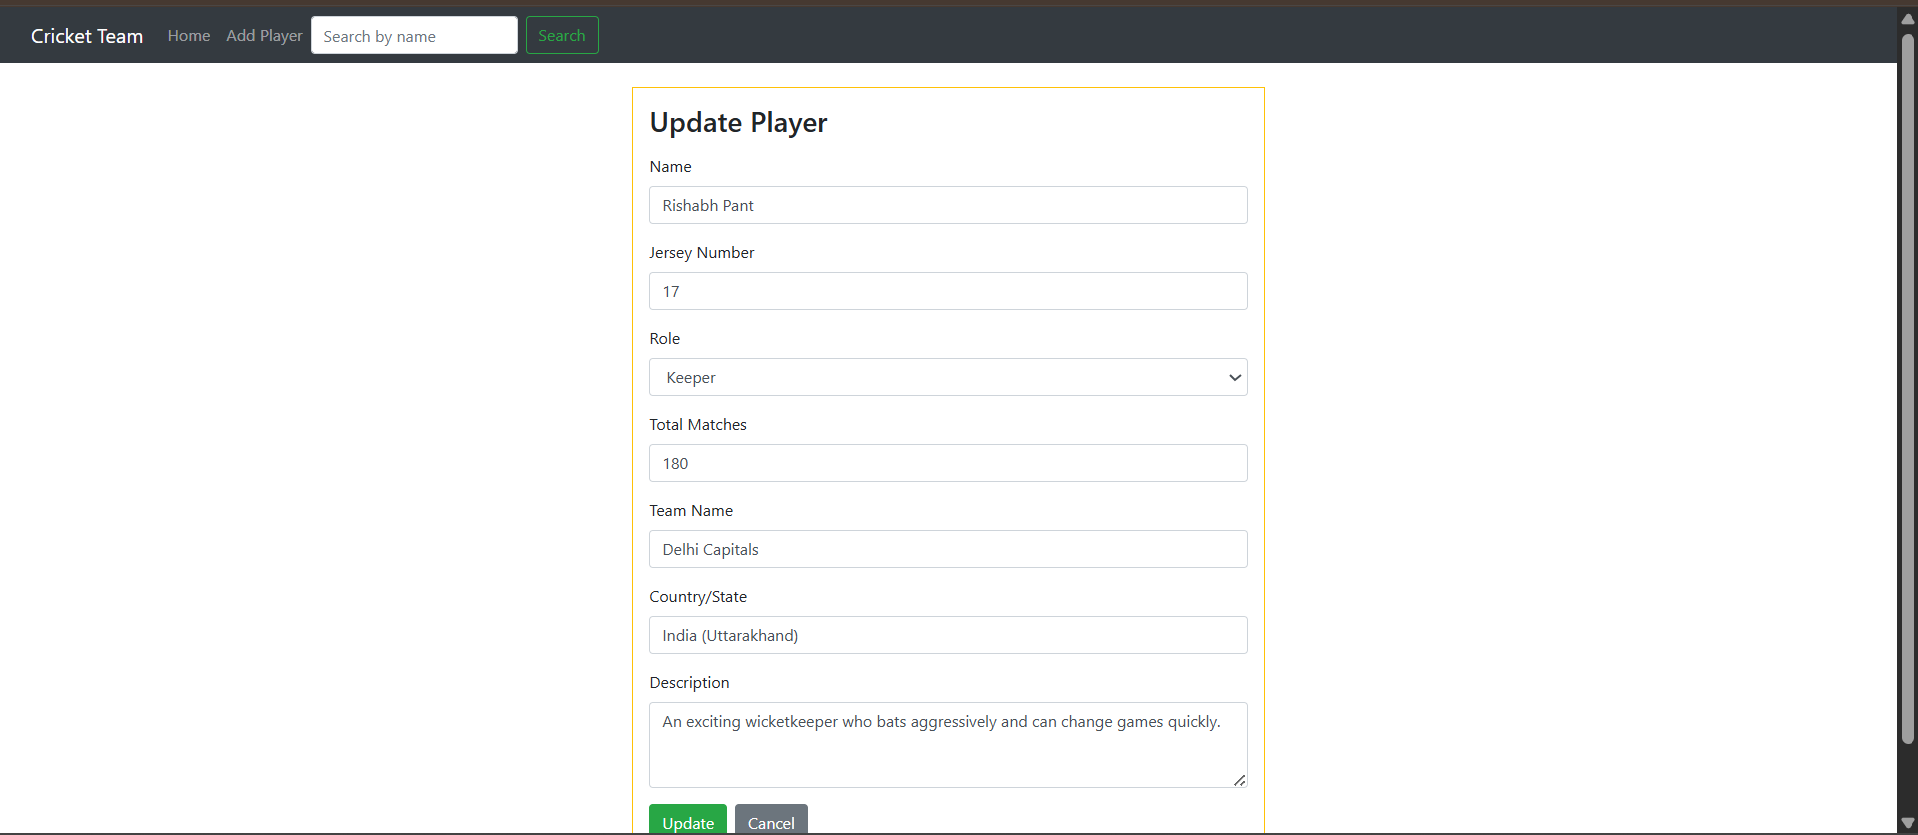 Cricket Team Home Add Player Search by name Search
Update Player
Name
Rishabh Pant
Jersey Number
17
Role
Keeper
Total Matches
180
Team Name
Delhi Capitals
Country/State
India (Uttarakhand)
Description
An exciting wicketkeeper who bats aggressively and can change games quickly.
Update Cancel